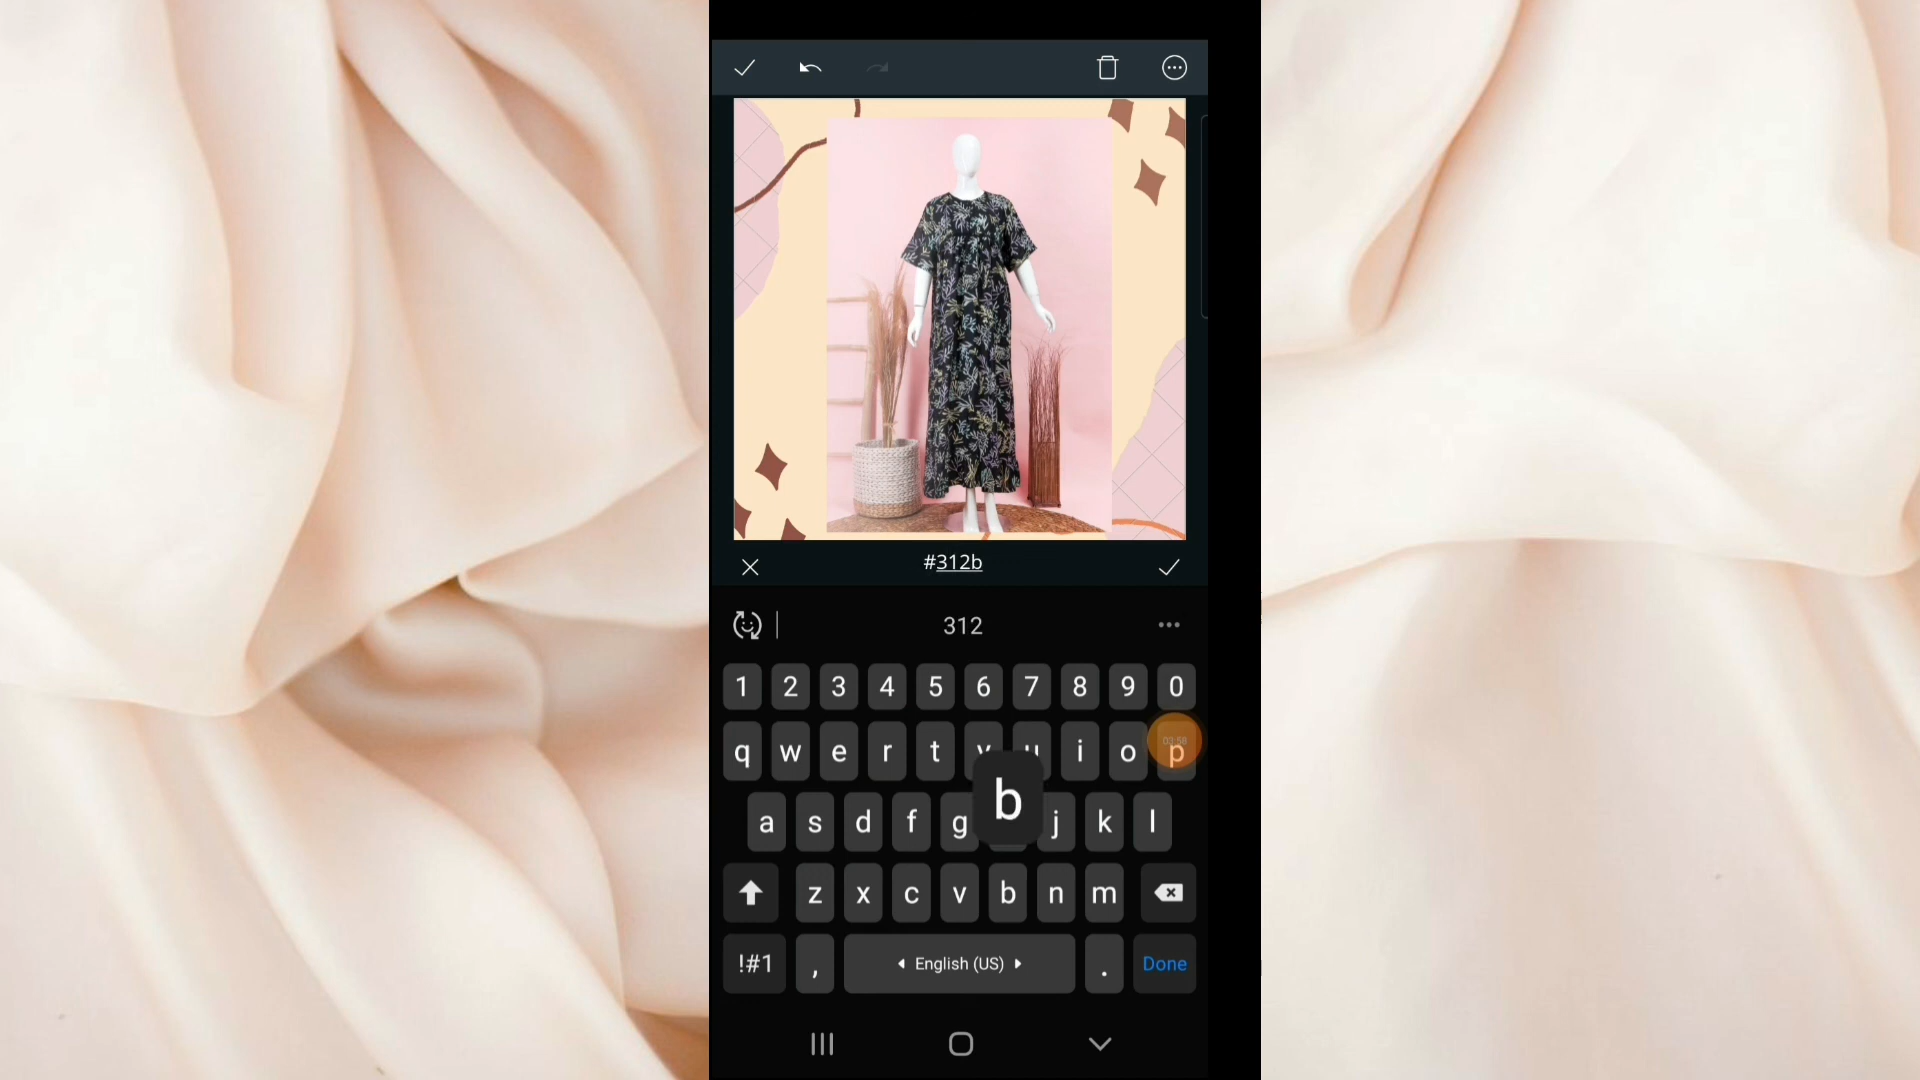 #312b
312
1 2 3 4 5 6 7 8 9 0
q w e r t y u i o p
b
a s d f g j k l
z x c v b n m
!#1 , English (US) . Done